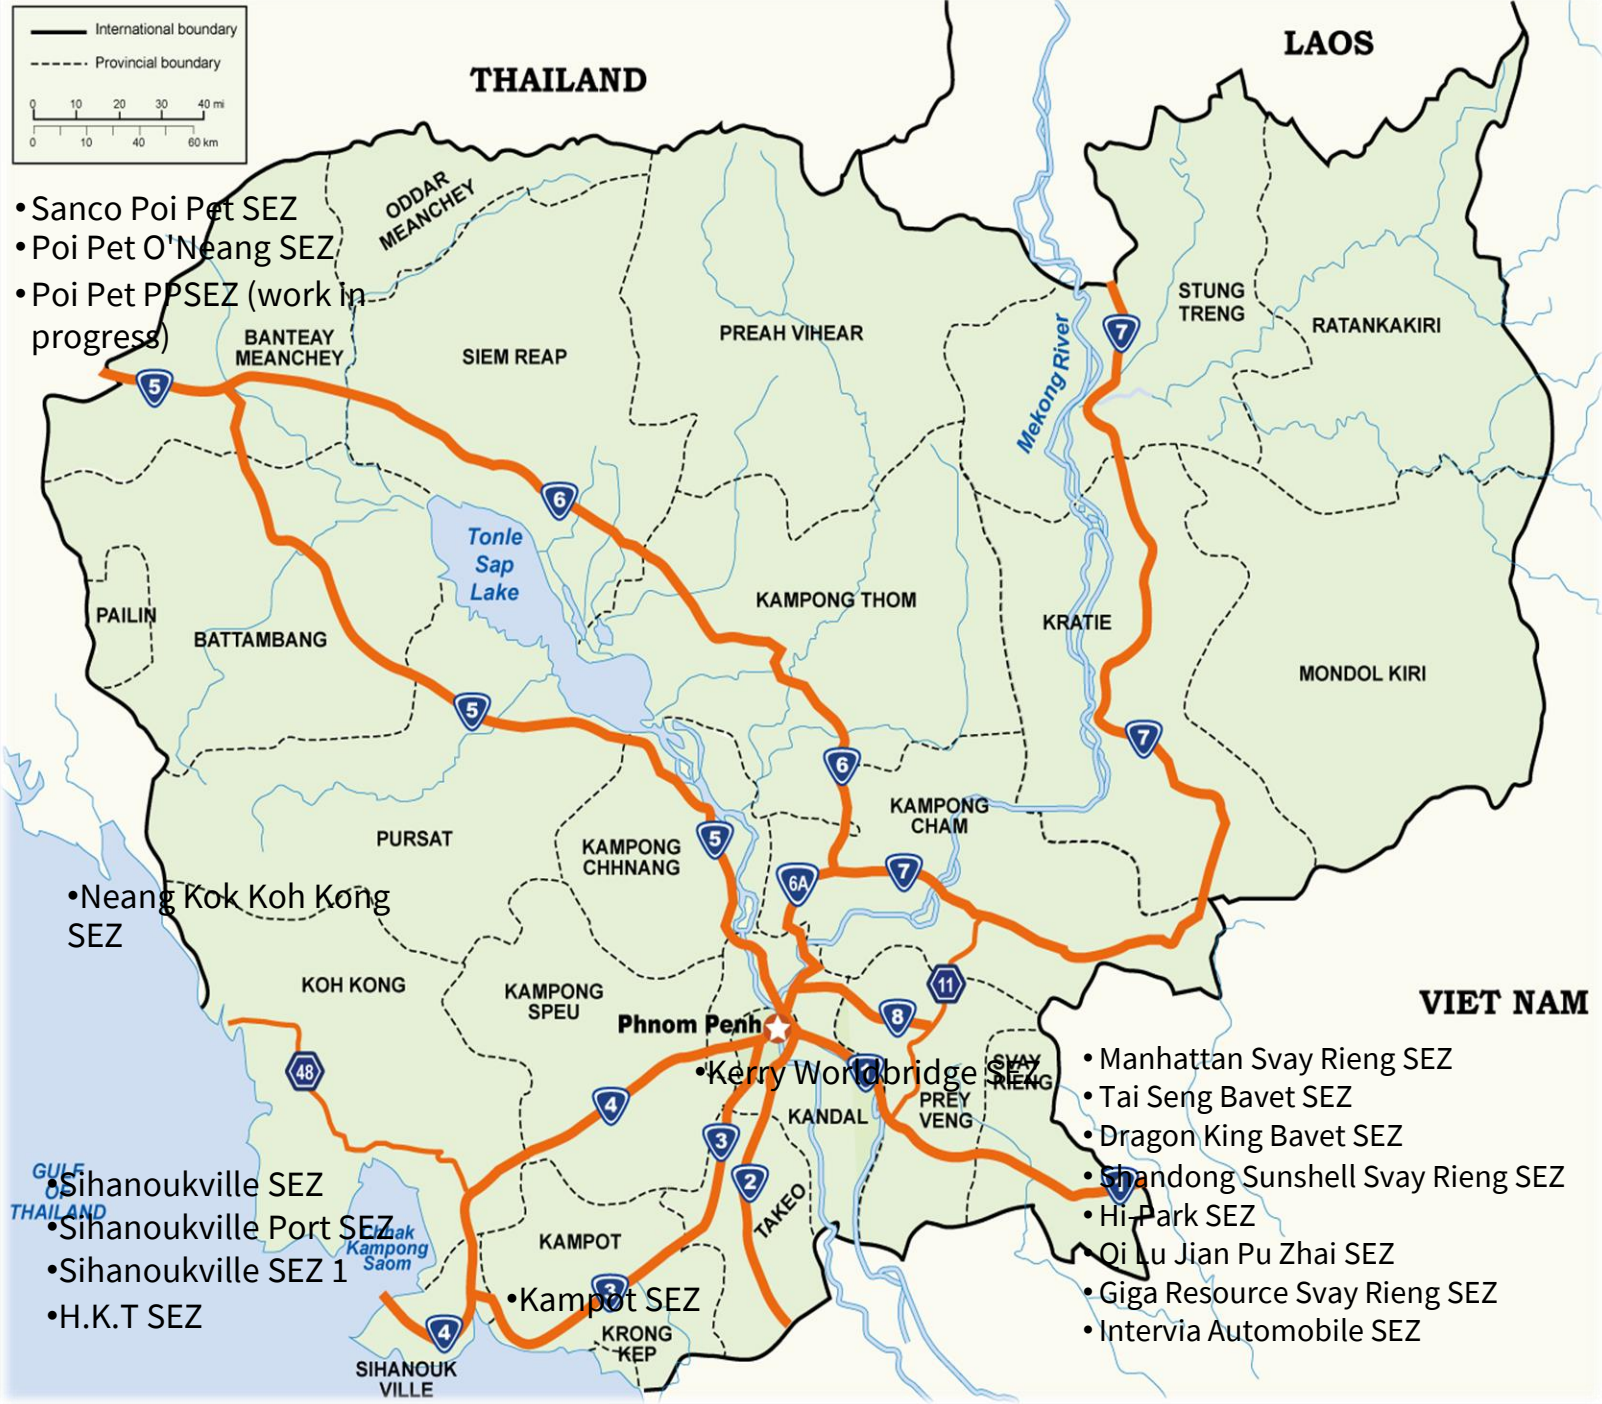 International boundary
Provincial boundary
0 10 20 30 40 mi
0 10 40 60 km
THAILAND
LAOS
•Sanco Poi Pet SEZ
•Poi Pet O'Neang SEZ
•Poi Pet PPSEZ (work in
progress)
ODDAR
MEANCHEY
BANTEAY
MEANCHEY
SIEM REAP
PREAH VIHEAR
STUNG
TRENG
RATANKAKIRI
7
Mekong River
5
6
Tonle
Sap
Lake
PAILIN
BATTAMBANG
KAMPONG THOM
KRATIE
MONDOL KIRI
5
7
6
PURSAT
KAMPONG
CHHNANG
5
KAMPONG
CHAM
6A
7
•Neang Kok Koh Kong
SEZ
KOH KONG
KAMPONG
SPEU
Phnom Penh
11
8
VIET NAM
48
•Kerry Worldbridge SEZ
1
SVAY
RIENG
PREY
VENG
KANDAL
4
3
2
TAKEO
1
•Manhattan Svay Rieng SEZ
•Tai Seng Bavet SEZ
•Dragon King Bavet SEZ
•Shandong Sunshell Svay Rieng SEZ
•Hi-Park SEZ
•Qi Lu Jian Pu Zhai SEZ
•Giga Resource Svay Rieng SEZ
•Intervia Automobile SEZ
GULF
OF
THAILAND
•Sihanoukville SEZ
•Sihanoukville Port SEZ
•Sihanoukville SEZ 1
•H.K.T SEZ
Chhak
Kampong
Saom
KAMPOT
3
•Kampot SEZ
4
KRONG
KEP
SIHANOUK
VILLE